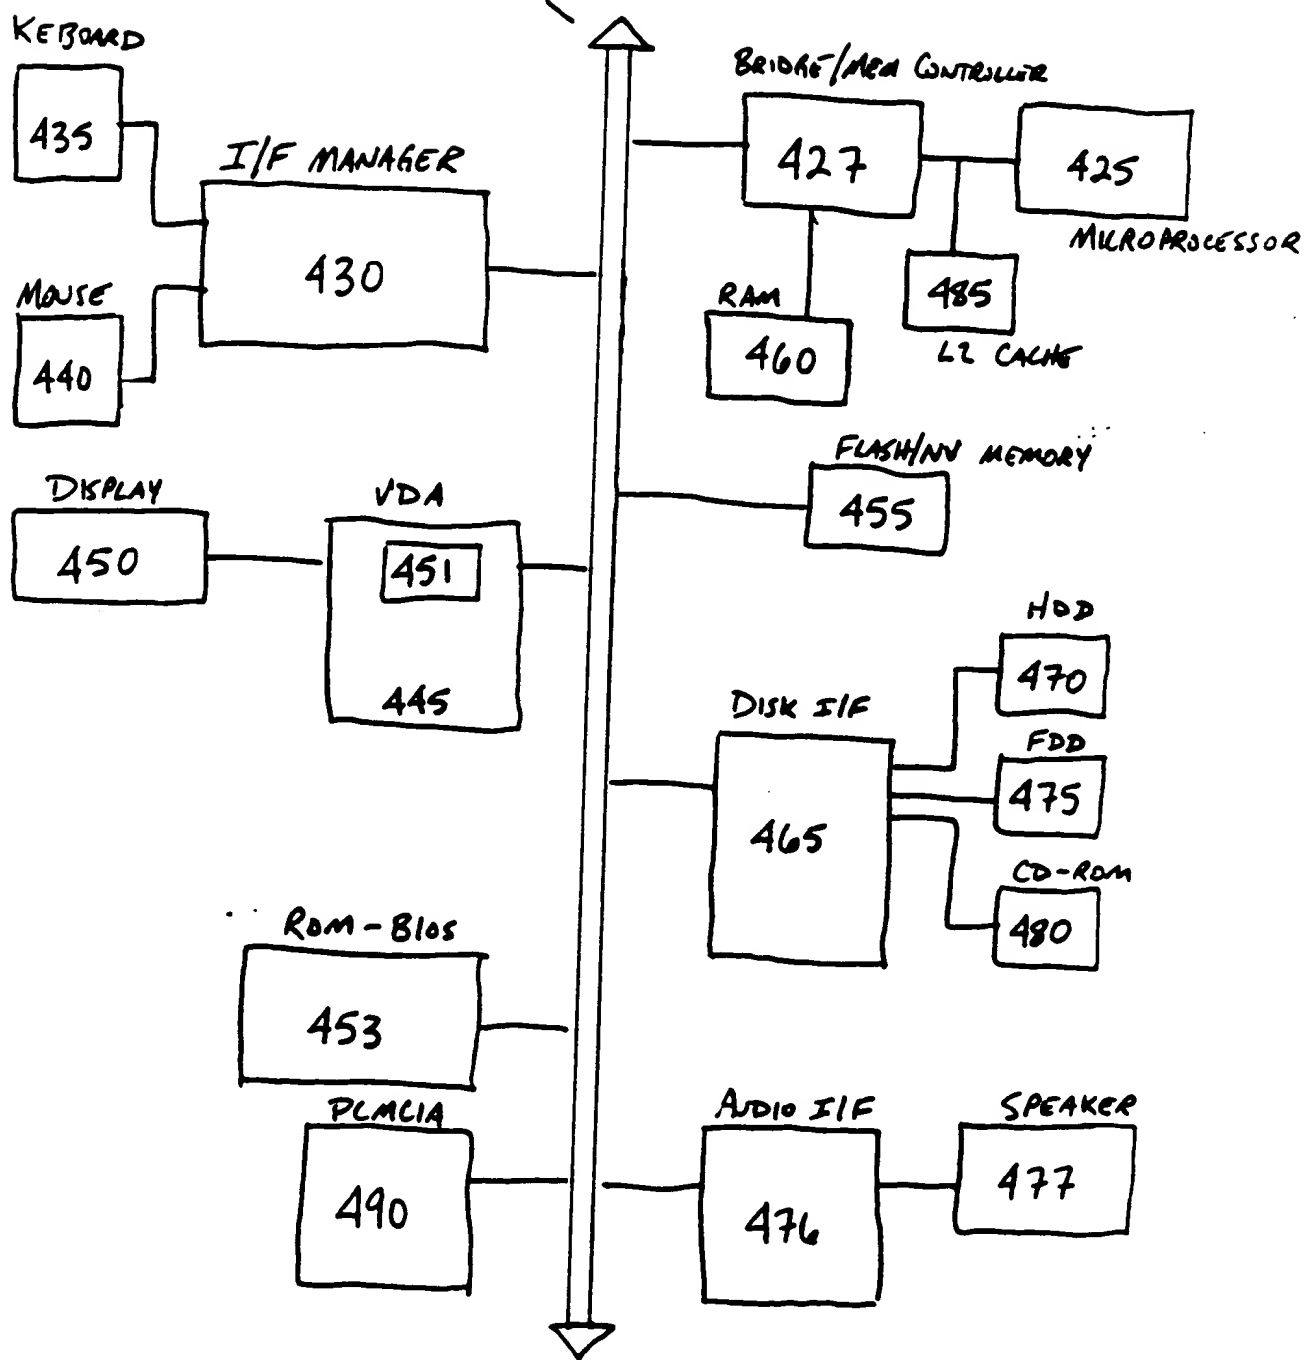 KEBOARD
435
I/F MANAGER
430
MOUSE
440
DISPLAY
450
VDA
451
445
ROM-BIOS
453
PCMCIA
490
BRIDGE/MEM CONTROLLER
427
425
MICROPROCESSOR
RAM
460
485
L2 CACHE
FLASH/NV MEMORY
455
DISK I/F
465
HDD
470
FDD
475
CD-ROM
480
AUDIO I/F
476
SPEAKER
477